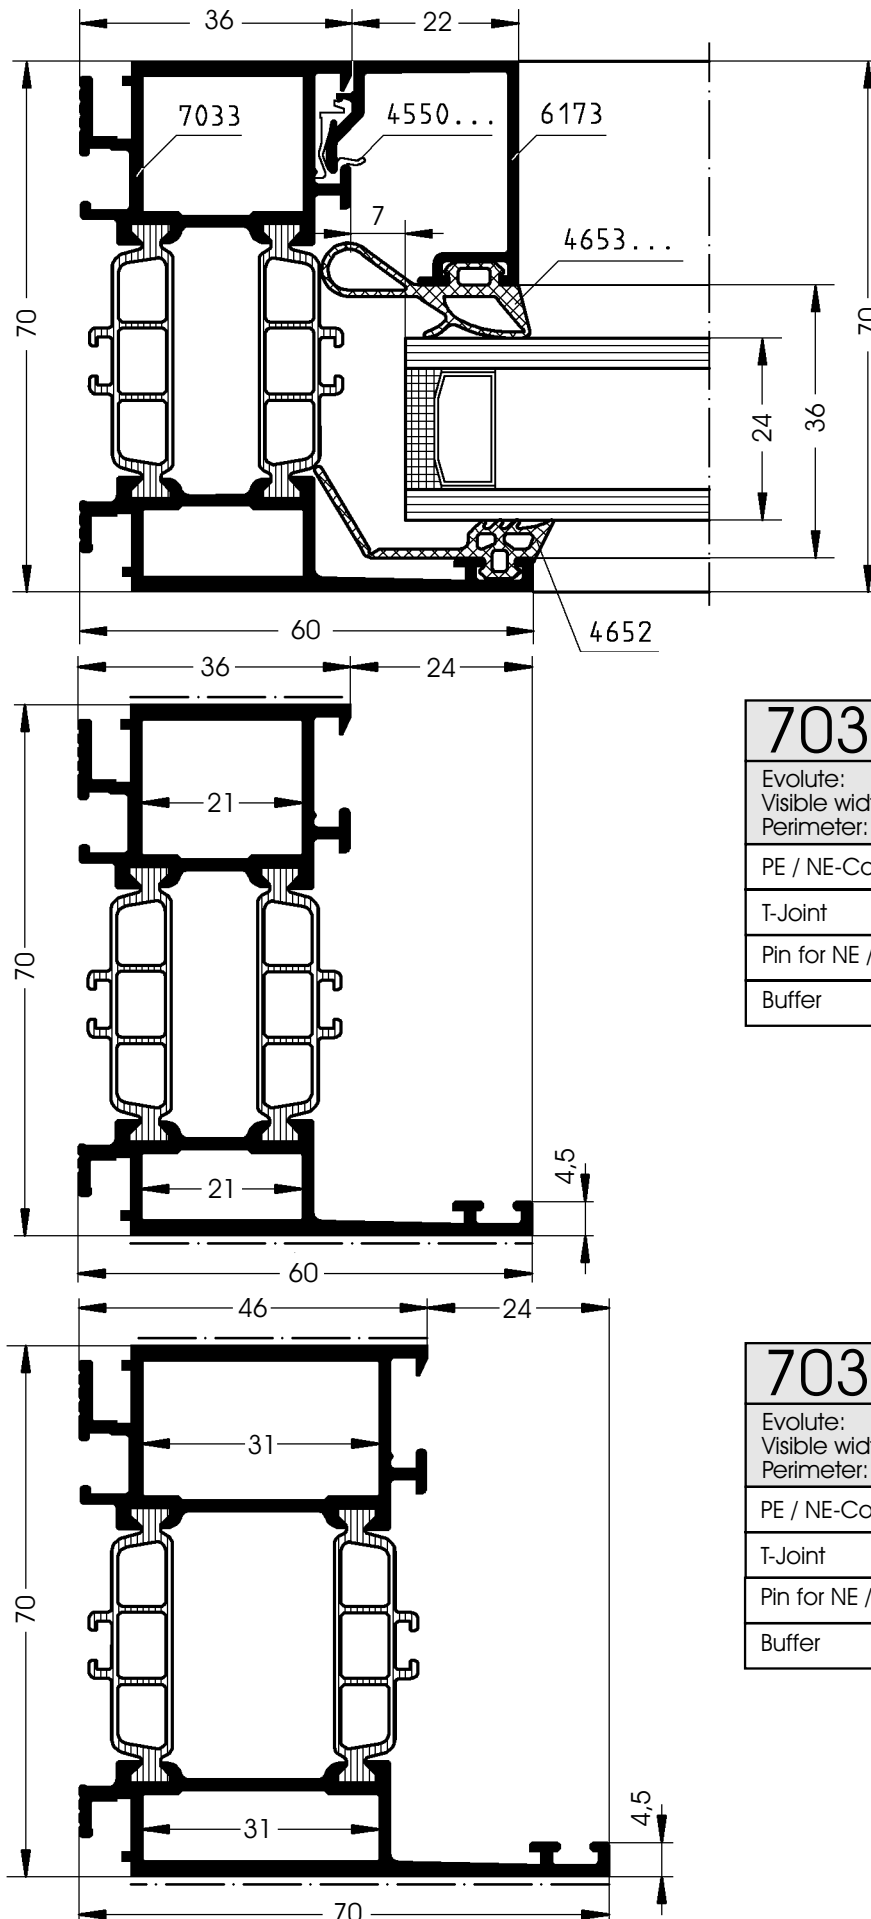 36
22
7033
4550...
6173
7
4653...
70
70
24
36
60
4652
36
24
21
70
21
4,5
60
703
Evolute:
Visible wid
Perimeter:
PE / NE-Co
T-Joint
Pin for NE /
Buffer
46
24
31
70
31
4,5
70
703
Evolute:
Visible wid
Perimeter:
PE / NE-Co
T-Joint
Pin for NE /
Buffer